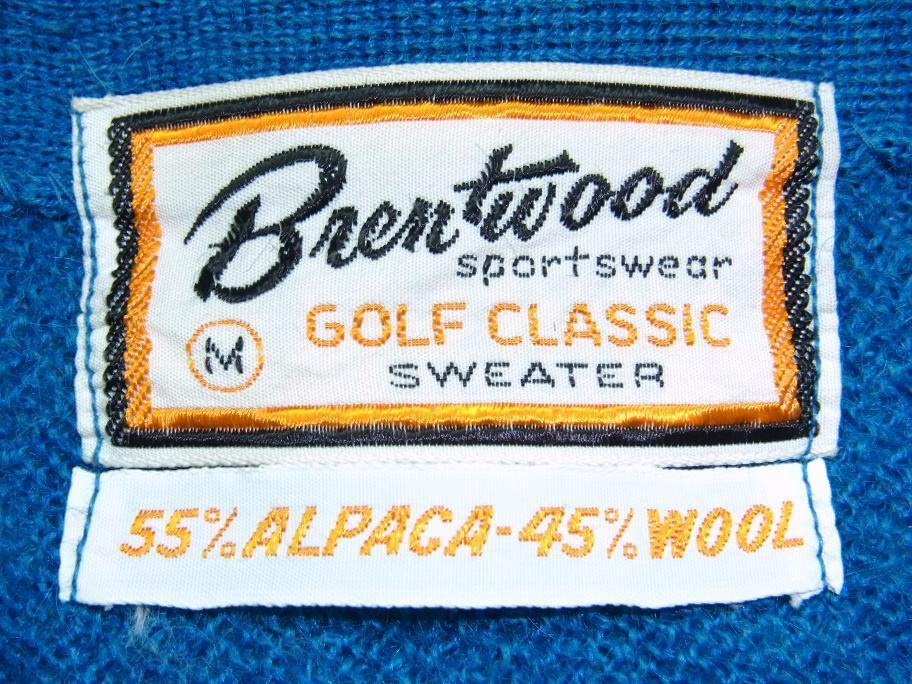 Brentwood
sportswear
GOLF CLASSIC
M
SWEATER
55% ALPACA-45% WOOL